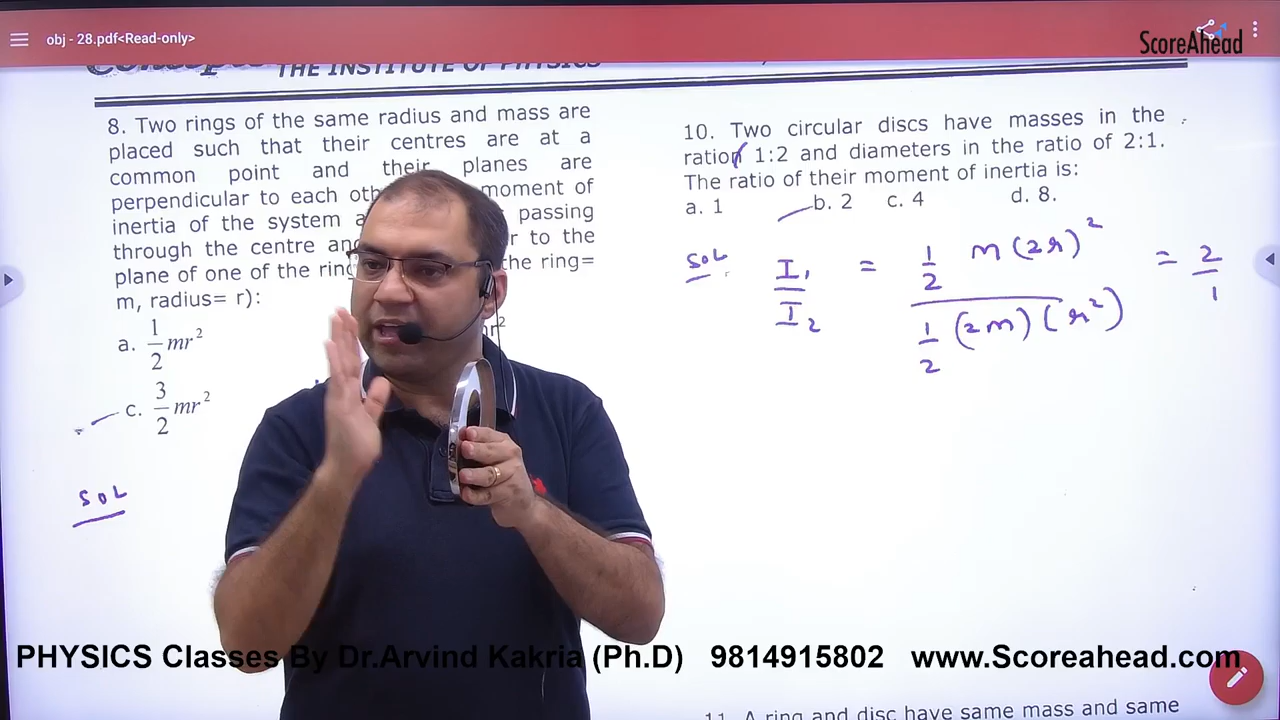 obj - 28.pdf<Read-only>
ScoreAhead
Concepts
THE INSTITUTE OF PHYSICS
8. Two rings of the same radius and mass are
placed such that their centres are at a
common point and their planes are
perpendicular to each moment of
inertia of the system passing
through the centre to the
plane of one of the the ring=
m, radius= r):
a. 1/2 mr²
mr²
c. 3/2 mr²
SOL
10. Two circular discs have masses in the
ration 1:2 and diameters in the ratio of 2:1.
The ratio of their moment of inertia is:
a. 1 b. 2 c. 4 d. 8.
SOL
I₁/I₂ = 1/2 m(2r)² / 1/2 (2m)(r²) = 2/1
PHYSICS Classes By Dr.Arvind Kakria (Ph.D) 9814915802 www.Scoreahead.com
11. A ring and disc have same mass and same